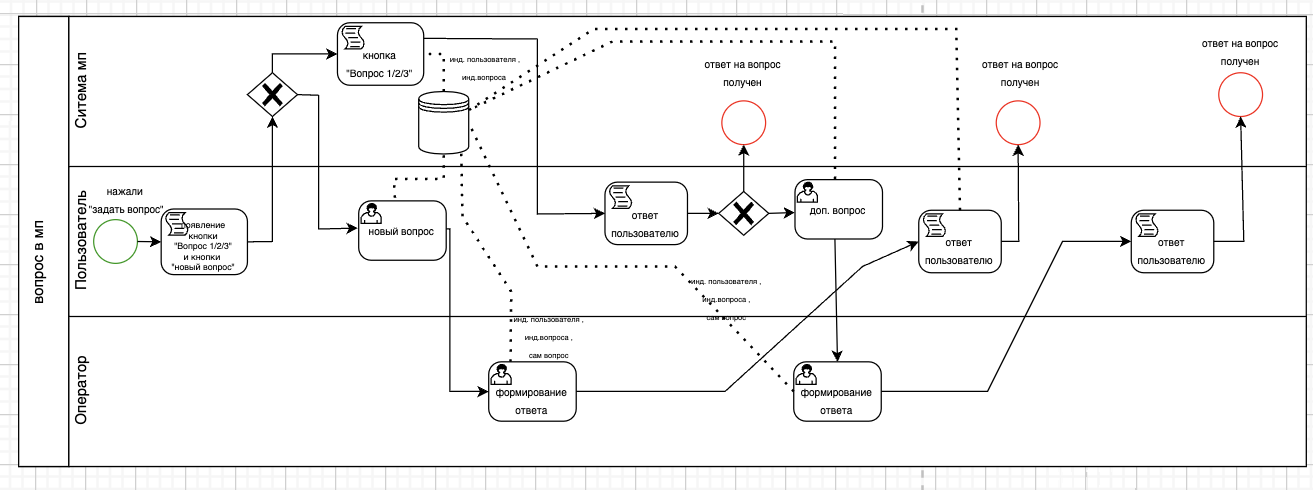 вопрос в мп
Ситема мп
кнопка
"Вопрос 1/2/3"
инд. пользователя ,
инд.вопроса
ответ на вопрос
получен
ответ на вопрос
получен
ответ на вопрос
получен
Пользователь
нажали
"задать вопрос"
появление
кнопки
"Вопрос 1/2/3"
и кнопки
"новый вопрос"
новый вопрос
ответ
пользователю
доп. вопрос
ответ
пользователю
ответ
пользователю
инд. пользователя ,
инд.вопроса ,
сам вопрос
Оператор
инд. пользователя ,
инд.вопроса ,
сам вопрос
формирование
ответа
формирование
ответа